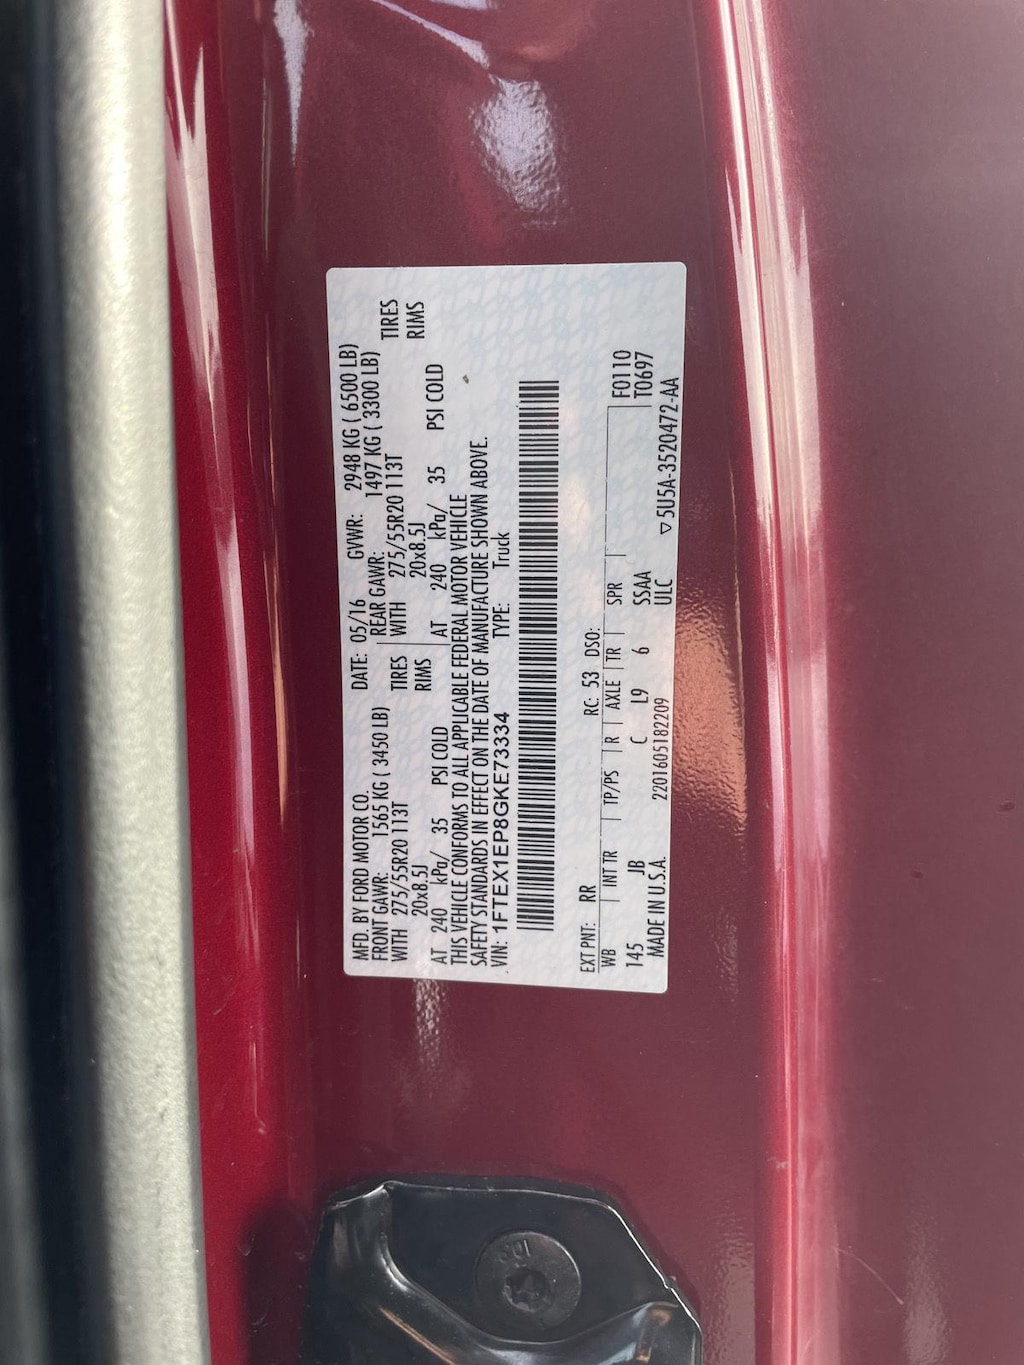 MFD. BY FORD MOTOR CO. DATE: 05/16 GVWR: 2948 KG ( 6500 LB)
FRONT GAWR: 1565 KG ( 3450 LB) REAR GAWR: 1497 KG ( 3300 LB)
WITH 275/55R20 113T TIRES WITH 275/55R20 113T TIRES
20x8.5J RIMS 20x8.5J RIMS
AT 240 kPa/ 35 PSI COLD AT 240 kPa/ 35 PSI COLD
THIS VEHICLE CONFORMS TO ALL APPLICABLE FEDERAL MOTOR VEHICLE
SAFETY STANDARDS IN EFFECT ON THE DATE OF MANUFACTURE SHOWN ABOVE.
VIN: 1FTEX1EP8GKE73334 TYPE: Truck
EXT PNT: RR RC: 53 DSO:
WB INT TR TP/PS R AXLE TR SPR F0110
145 JB C L9 6 SSAA T0697
MADE IN U.S.A. 2201605182209 ULC ▽5U5A-3520472-AA